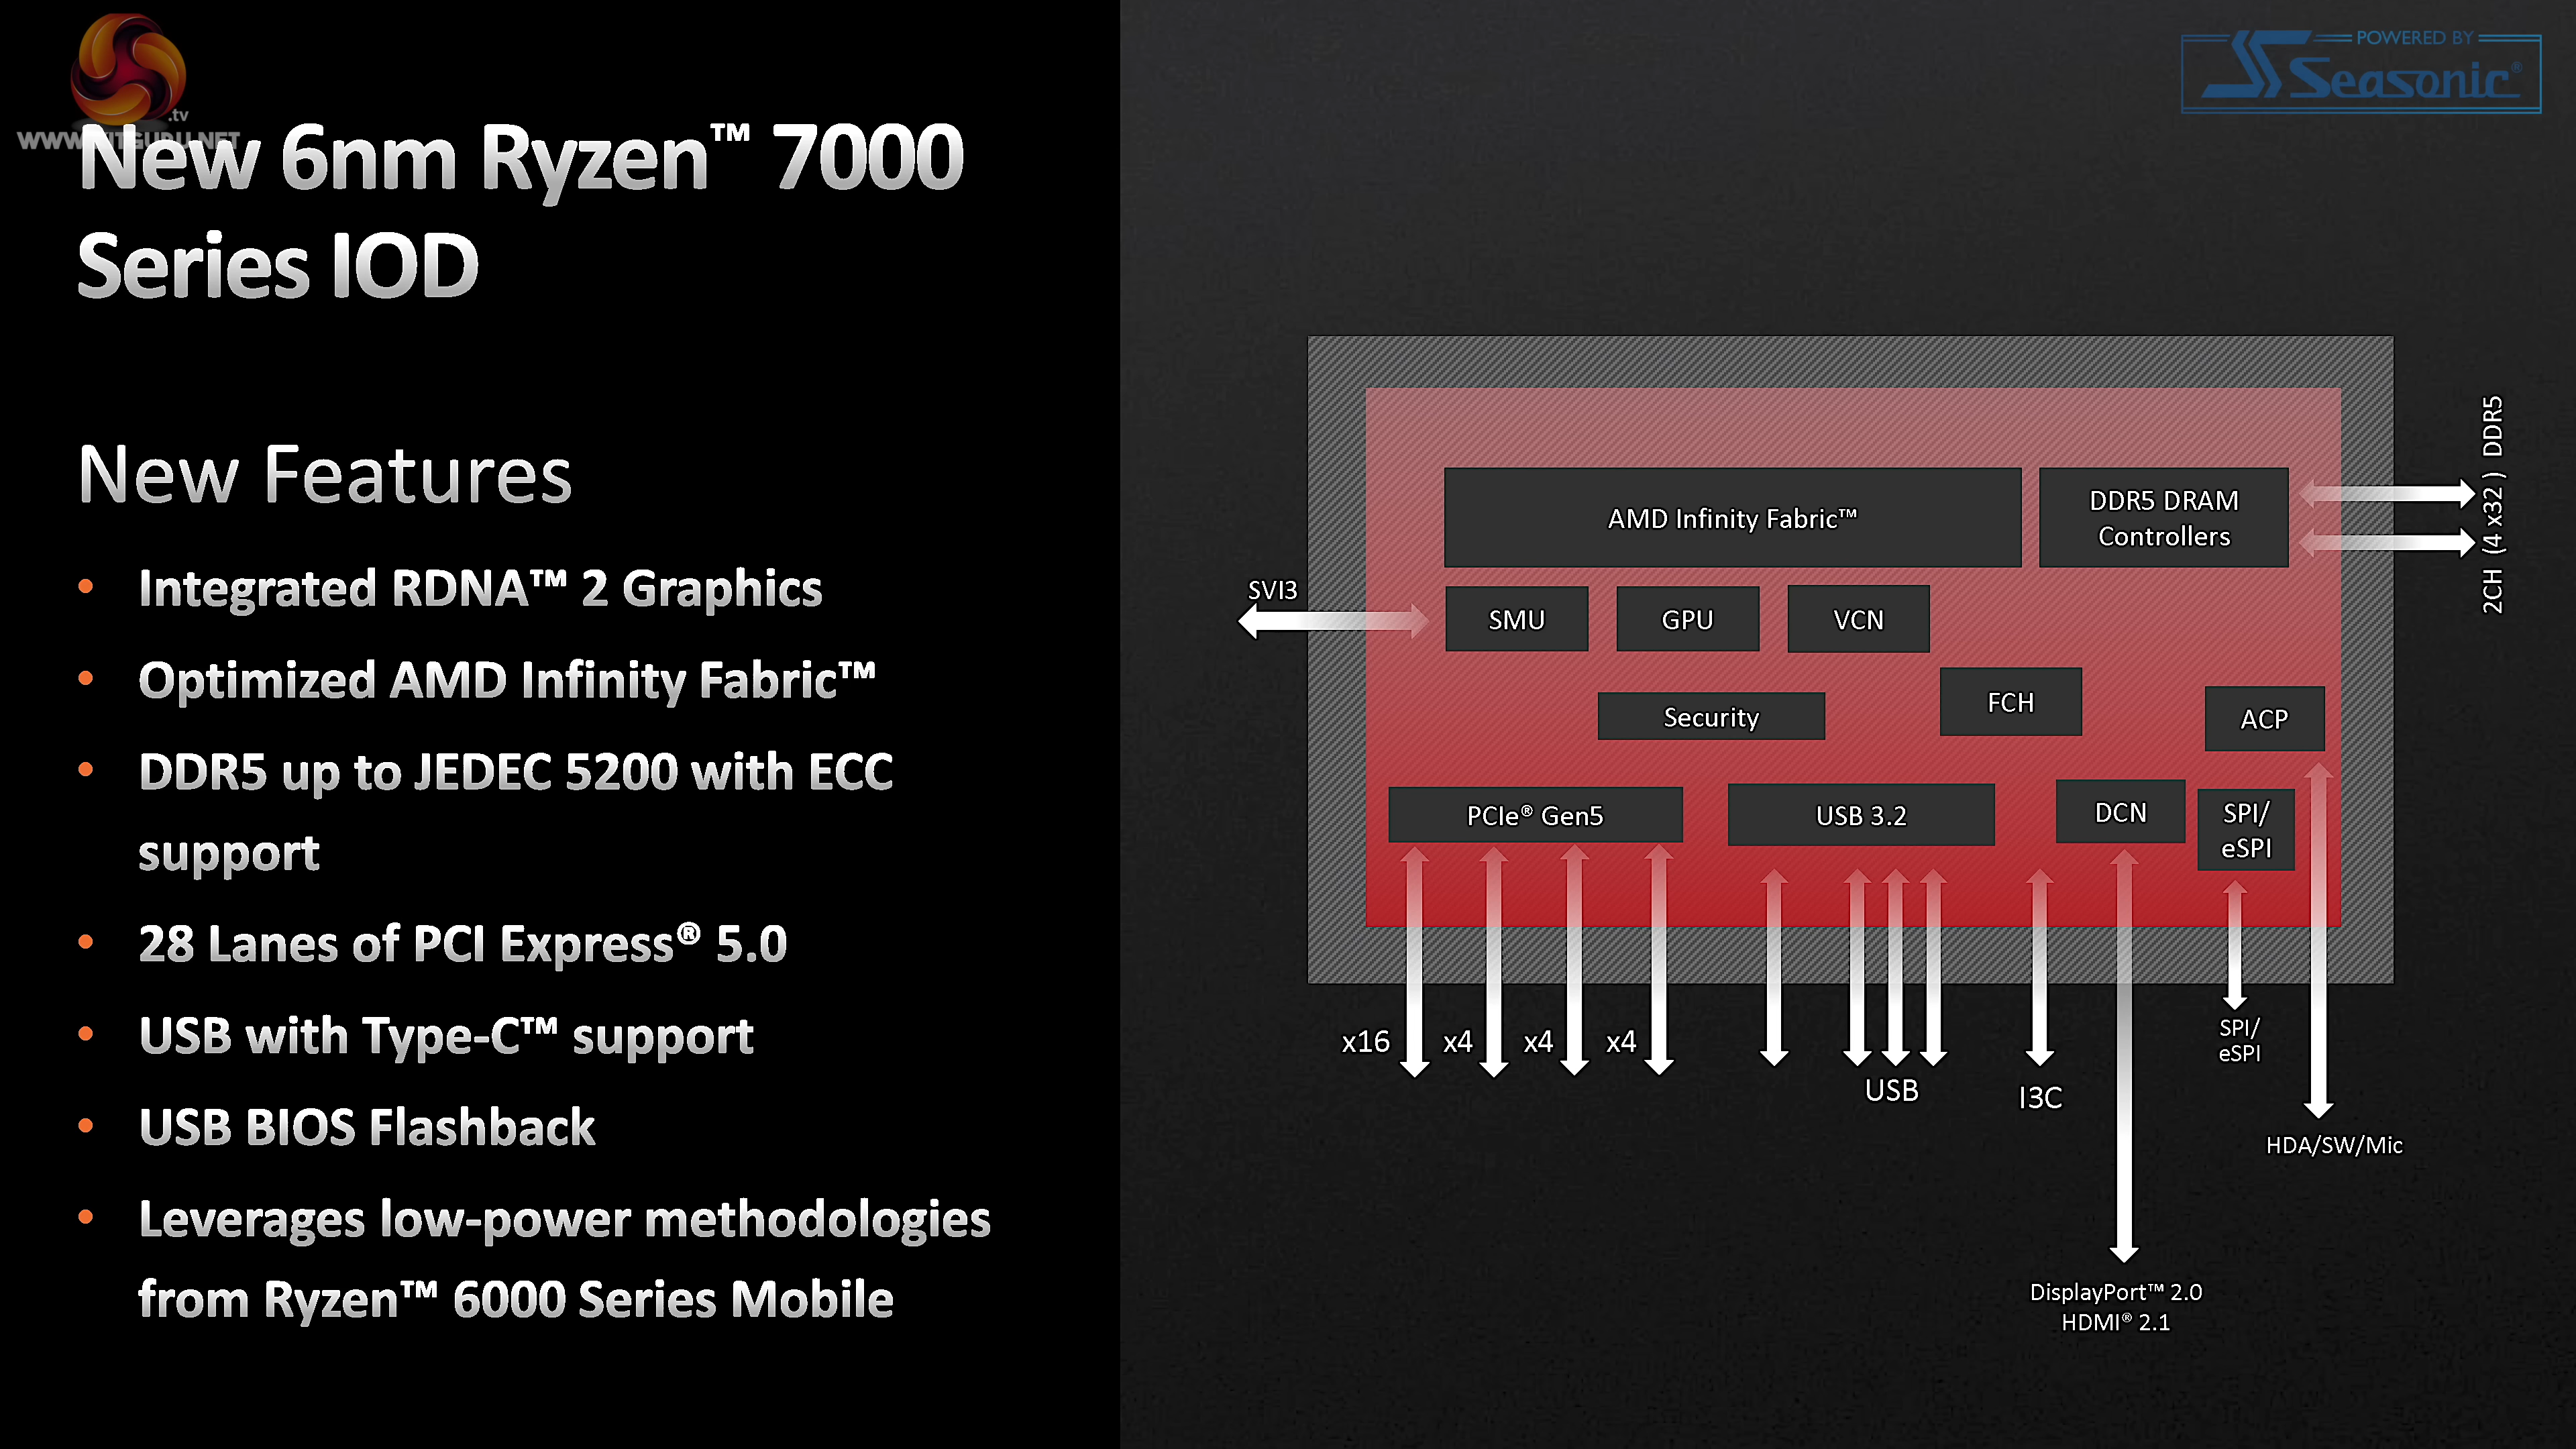 .tv
WWW.KITGURU.NET
POWERED BY
Seasonic®
New 6nm Ryzen™ 7000
Series IOD
New Features
• Integrated RDNA™ 2 Graphics
• Optimized AMD Infinity Fabric™
• DDR5 up to JEDEC 5200 with ECC
support
• 28 Lanes of PCI Express® 5.0
• USB with Type-C™ support
• USB BIOS Flashback
• Leverages low-power methodologies
from Ryzen™ 6000 Series Mobile
AMD Infinity Fabric™
DDR5 DRAM
Controllers
2CH (4 x32 ) DDR5
SVI3
SMU
GPU
VCN
Security
FCH
ACP
PCIe® Gen5
USB 3.2
DCN
SPI/
eSPI
x16
x4
x4
x4
USB
I3C
SPI/
eSPI
HDA/SW/Mic
DisplayPort™ 2.0
HDMI® 2.1